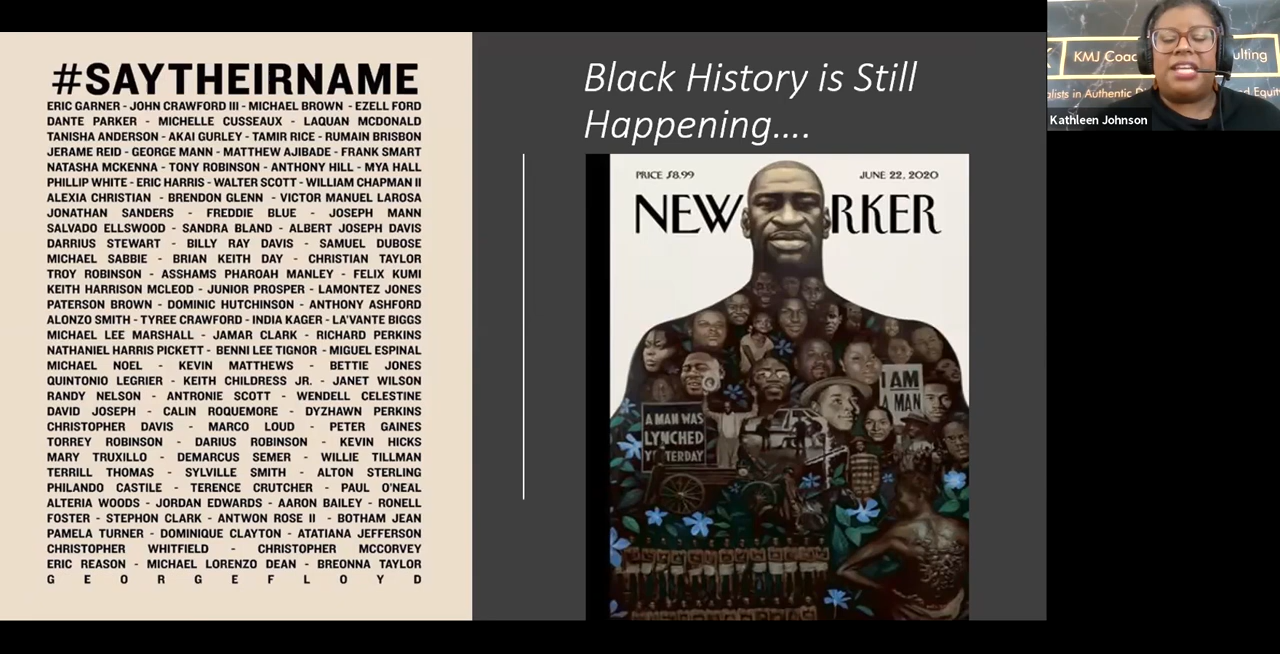 #SAYTHEIRNAME
ERIC GARNER - JOHN CRAWFORD III - MICHAEL BROWN - EZELL FORD
DANTE PARKER - MICHELLE CUSSEAUX - LAQUAN MCDONALD
TANISHA ANDERSON - AKAI GURLEY - TAMIR RICE - RUMAIN BRISBON
JERAME REID - GEORGE MANN - MATTHEW AJIBADE - FRANK SMART
NATASHA MCKENNA - TONY ROBINSON - ANTHONY HILL - MYA HALL
PHILLIP WHITE - ERIC HARRIS - WALTER SCOTT - WILLIAM CHAPMAN II
ALEXIA CHRISTIAN - BRENDON GLENN - VICTOR MANUEL LAROSA
JONATHAN SANDERS - FREDDIE BLUE - JOSEPH MANN
SALVADO ELLSWOOD - SANDRA BLAND - ALBERT JOSEPH DAVIS
DARRIUS STEWART - BILLY RAY DAVIS - SAMUEL DUBOSE
MICHAEL SABBIE - BRIAN KEITH DAY - CHRISTIAN TAYLOR
TROY ROBINSON - ASSHAMS PHAROAH MANLEY - FELIX KUMI
KEITH HARRISON MCLEOD - JUNIOR PROSPER - LAMONTEZ JONES
PATERSON BROWN - DOMINIC HUTCHINSON - ANTHONY ASHFORD
ALONZO SMITH - TYREE CRAWFORD - INDIA KAGER - LA'VANTE BIGGS
MICHAEL LEE MARSHALL - JAMAR CLARK - RICHARD PERKINS
NATHANIEL HARRIS PICKETT - BENNI LEE TIGNOR - MIGUEL ESPINAL
MICHAEL NOEL - KEVIN MATTHEWS - BETTIE JONES
QUINTONIO LEGRIER - KEITH CHILDRESS JR. - JANET WILSON
RANDY NELSON - ANTRONIE SCOTT - WENDELL CELESTINE
DAVID JOSEPH - CALIN ROQUEMORE - DYZHAWN PERKINS
CHRISTOPHER DAVIS - MARCO LOUD - PETER GAINES
TORREY ROBINSON - DARIUS ROBINSON - KEVIN HICKS
MARY TRUXILLO - DEMARCUS SEMER - WILLIE TILLMAN
TERRILL THOMAS - SYLVILLE SMITH - ALTON STERLING
PHILANDO CASTILE - TERENCE CRUTCHER - PAUL O'NEAL
ALTERIA WOODS - JORDAN EDWARDS - AARON BAILEY - RONELL
FOSTER - STEPHON CLARK - ANTWON ROSE II - BOTHAM JEAN
PAMELA TURNER - DOMINIQUE CLAYTON - ATATIANA JEFFERSON
CHRISTOPHER WHITFIELD - CHRISTOPHER MCCORVEY
ERIC REASON - MICHAEL LORENZO DEAN - BREONNA TAYLOR
G E O R G E F L O Y D
Black History is Still
Happening....
PRICE $8.99 JUNE 22, 2020
NEW RKER
I AM
A MAN
A MAN WAS
LYNCHED
YESTERDAY
KMJ Coac ulting
in Authentic
Kathleen Johnson